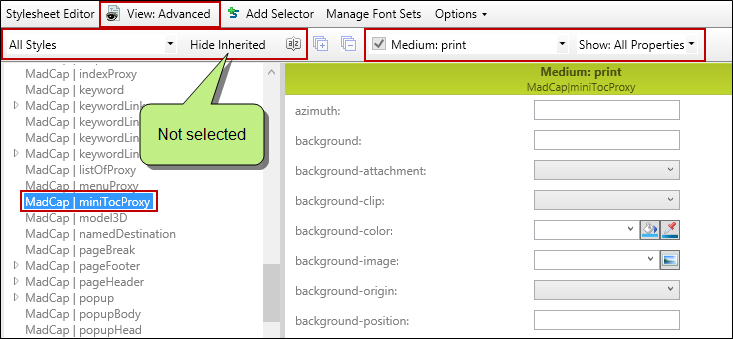 Stylesheet Editor View: Advanced Add Selector Manage Font Sets Options
All Styles Hide Inherited Medium: print Show: All Properties
MadCap | indexProxy
MadCap | keyword
MadCap | keywordLink
MadCap | keywordLin
MadCap | keywordLin
MadCap | listOfProxy
MadCap | menuProxy
MadCap | miniTocProxy
MadCap | model3D
MadCap | namedDestination
MadCap | pageBreak
MadCap | pageFooter
MadCap | pageHeader
MadCap | popup
MadCap | popupBody
MadCap | popupHead
Not selected
Medium: print
MadCap|miniTocProxy
azimuth:
background:
background-attachment:
background-clip:
background-color:
background-image:
background-origin:
background-position: